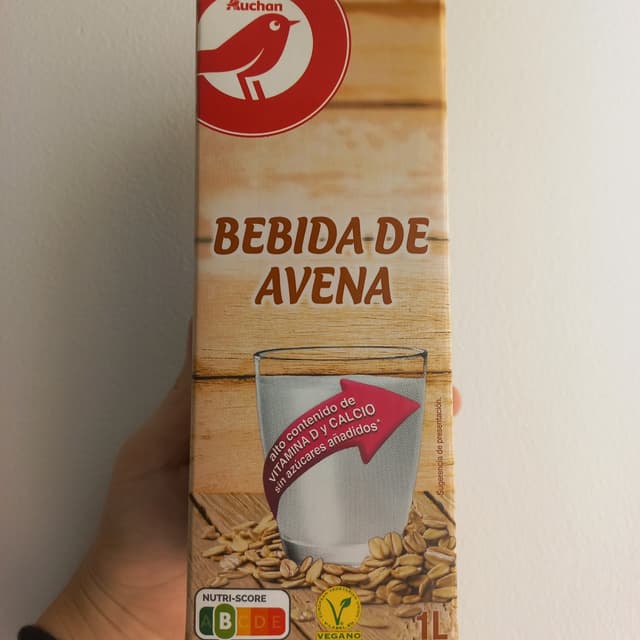 Auchan
BEBIDA DE
AVENA
alto contenido de
VITAMINA D y CALCIO
sin azúcares añadidos*
Sugerencia de presentación.
NUTRI-SCORE
A B C D E
VEGANO
1L